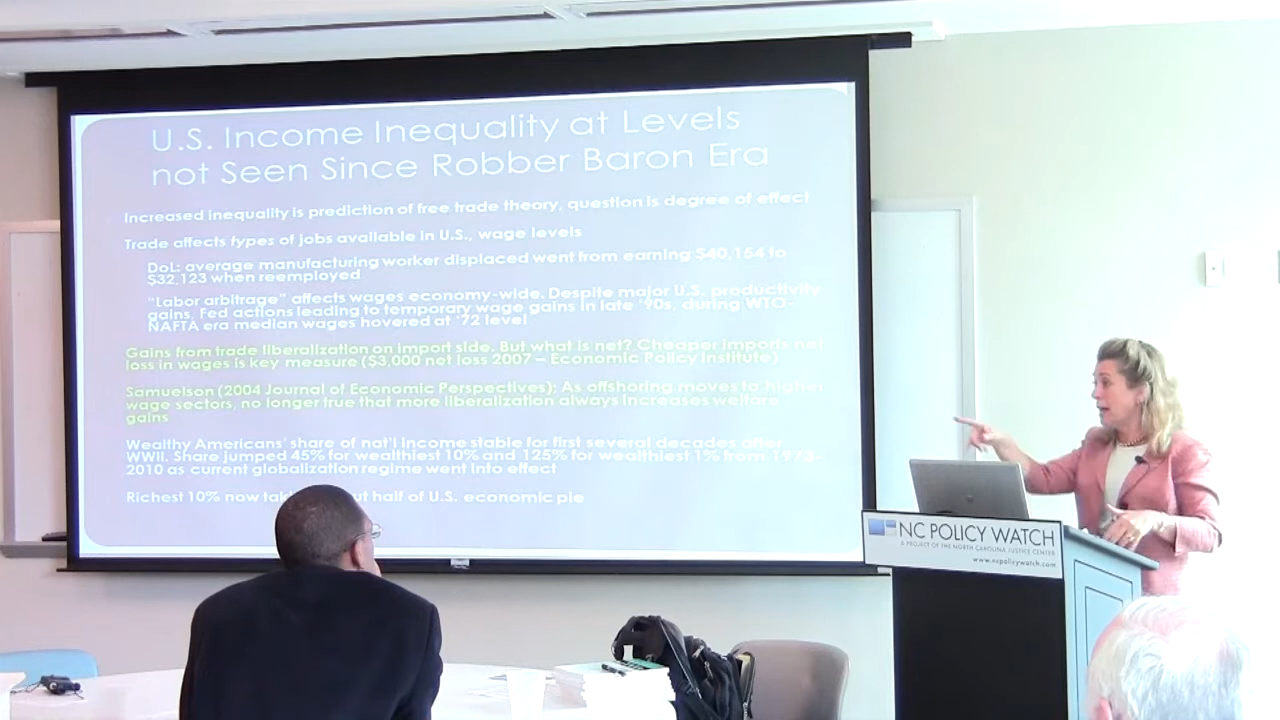 U.S. Income Inequality at Levels
not Seen Since Robber Baron Era
Increased inequality is prediction of free trade theory, question is degree of effect
Trade affects types of jobs available in U.S., wage levels
DoL: average manufacturing worker displaced went from earning $40,154 to
$32,123 when reemployed
"Labor arbitrage" affects wages economy-wide. Despite major U.S. productivity
gains, Fed actions leading to temporary wage gains in late '90s, during WTO-
NAFTA era median wages hovered at '72 level
Gains from trade liberalization on import side. But what is net? Cheaper imports net
loss in wages is key measure ($3,000 net loss 2007 – Economic Policy Institute)
Samuelson (2004 Journal of Economic Perspectives): As offshoring moves to higher
wage sectors, no longer true that more liberalization always increases welfare
gains
Wealthy Americans' share of nat'l income stable for first several decades after
WWII. Share jumped 45% for wealthiest 10% and 125% for wealthiest 1% from 1973-
2010 as current globalization regime went into effect
Richest 10% now half of U.S. economic pie
NC POLICY WATCH
A PROJECT OF THE NORTH CAROLINA JUSTICE CENTER
www.ncpolicywatch.com